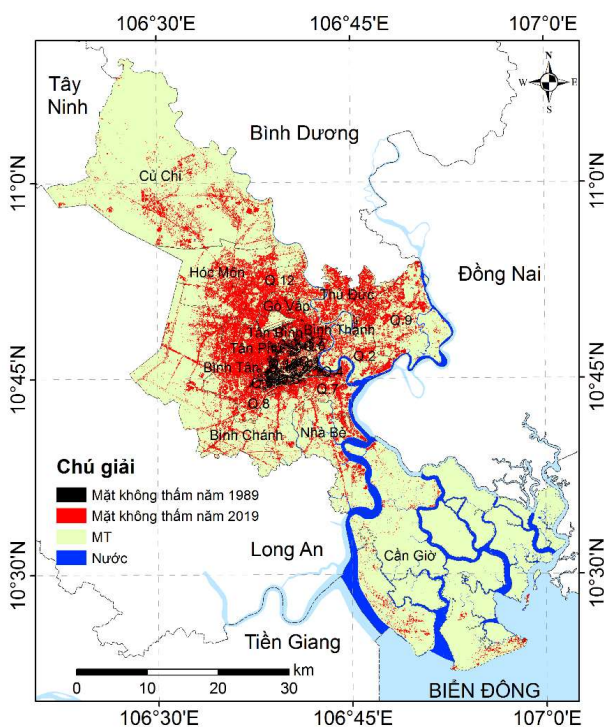 106°30'E 106°45'E 107°0'E
N
W E
S
Tây
Ninh
Bình Dương
11°0'N 11°0'N
Củ Chi
Hóc Môn
Q.12
Thủ Đức
Đồng Nai
Gò Vấp
Q.9
Tân Bình
Bình Thạnh
Tân Phú
Q.2
Bình Tân
10°45'N 10°45'N
Q.7
Q.8
Bình Chánh
Nhà Bè
Chú giải
Mặt không thấm năm 1989
Mặt không thấm năm 2019
MT
Nước
Long An
Cần Giờ
10°30'N 10°30'N
Tiền Giang
km
0 10 20 30
BIỂN ĐÔNG
106°30'E 106°45'E 107°0'E